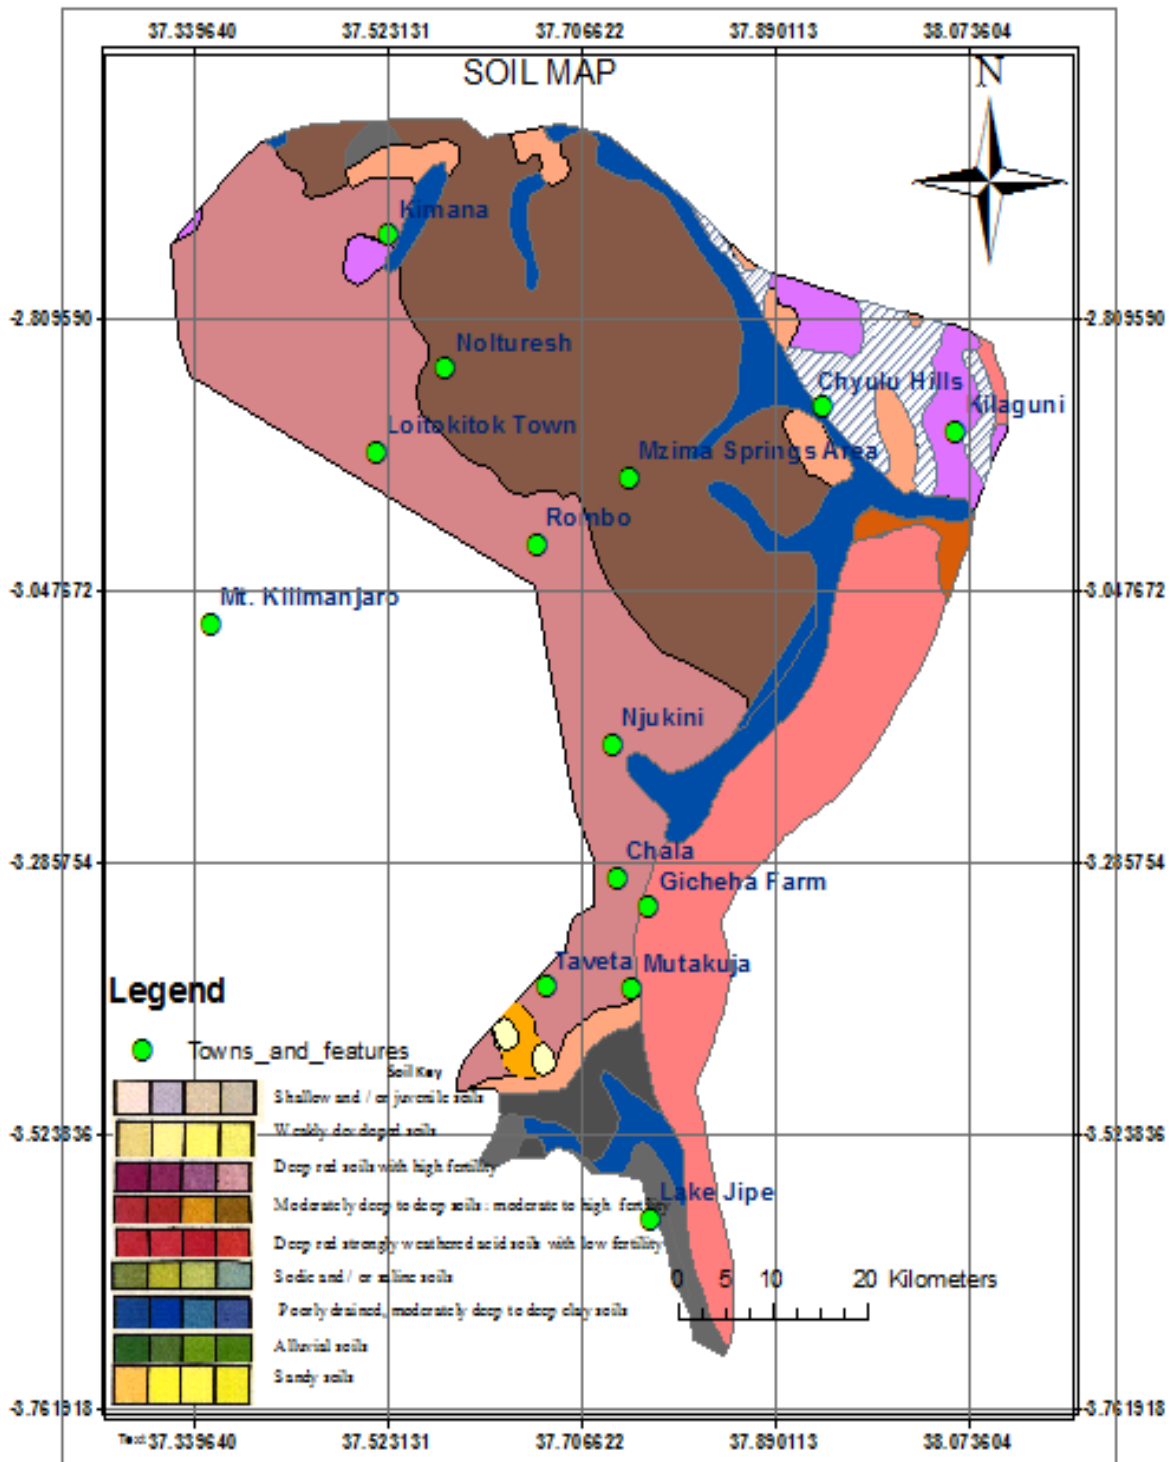 37.339640 37.523131 37.706622 37.890113 38.073604
SOIL MAP
N
Kimana
-2.809590 -2.809590
Nolturesh
Chyulu Hills
Kilaguni
Loitokitok Town
Mzima Springs Area
Rombo
-3.047672 -3.047672
Mt. Kilimanjaro
Njukini
-3.285754 -3.285754
Chala
Gicheha Farm
Taveta Mutakuja
Legend
Towns_and_features
Soil Key
Shallow and / or juvenile soils
-3.523836 -3.523836
Weakly developed soils
Deep red soils with high fertility
Lake Jipe
Moderately deep to deep soils : moderate to high fertility
Deep red strongly weathered acid soils with low fertility
0 5 10 20 Kilometers
Sodic and / or saline soils
Poorly drained, moderately deep to deep clay soils
Alluvial soils
Sandy soils
-3.761918 -3.761918
Text 37.339640 37.523131 37.706622 37.890113 38.073604